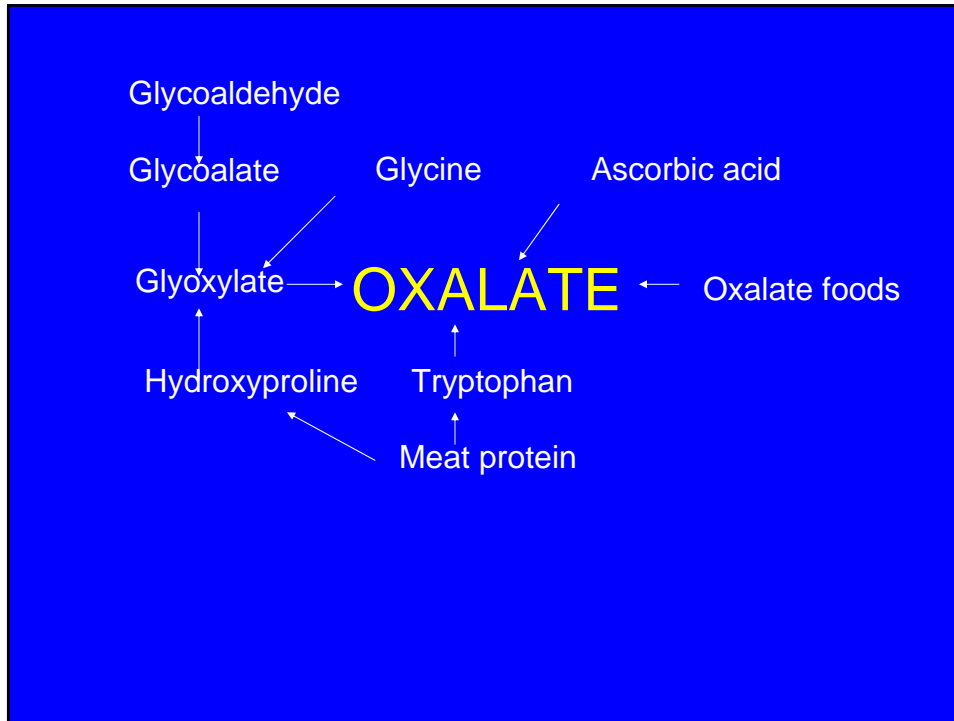 Glycoaldehyde
Glycoalate Glycine Ascorbic acid
Glyoxylate OXALATE Oxalate foods
Hydroxyproline Tryptophan
Meat protein